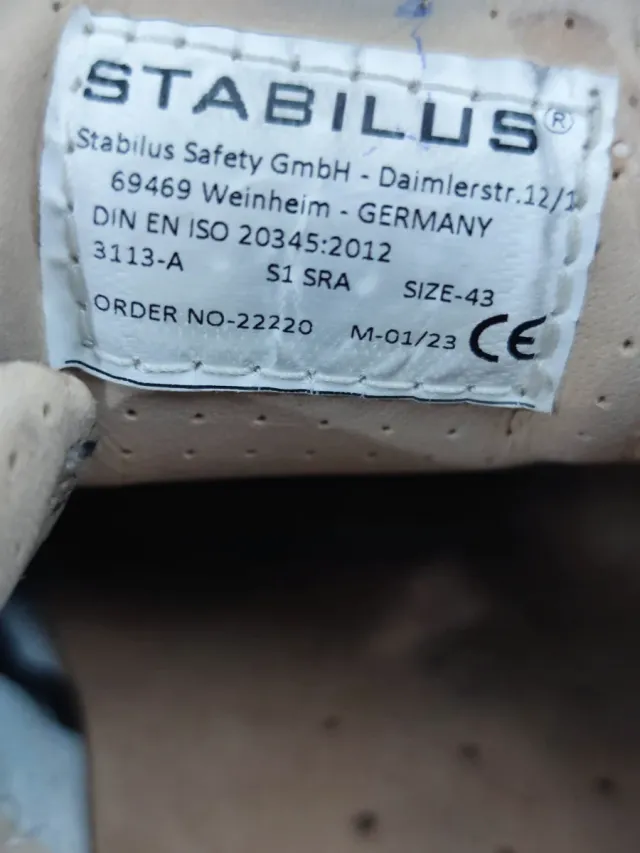 STABILUS®
Stabilus Safety GmbH - Daimlerstr.12/1
69469 Weinheim - GERMANY
DIN EN ISO 20345:2012
3113-A S1 SRA SIZE-43
ORDER NO-22220 M-01/23 CE